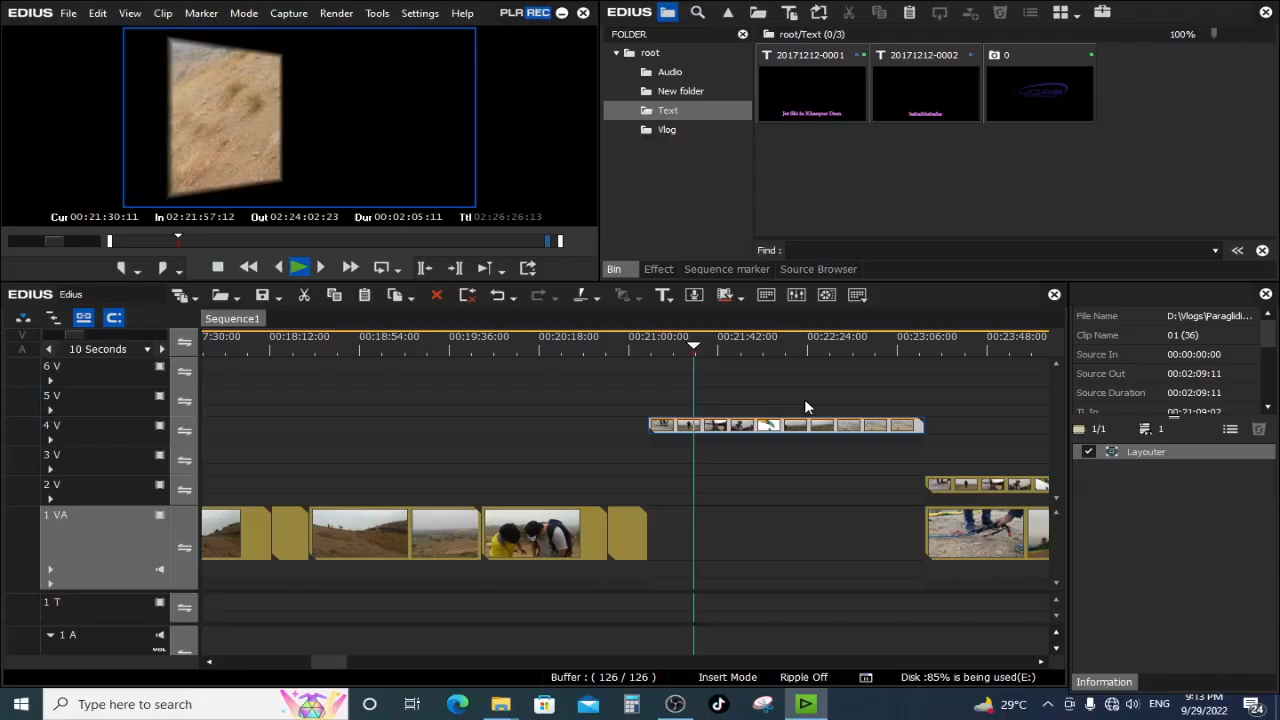 EDIUS File Edit View Clip Marker Mode Capture Render Tools Settings Help PLR REC
EDIUS
FOLDER
root/Text (0/3)
100%
root
Audio
New folder
Text
Vlog
20171212-0001
20171212-0002
0
Jet Ski in Khanpur Dam
Cur 00:21:30:11 In 02:21:57:12 Out 02:24:02:23 Dur 00:02:05:11 Ttl 02:26:26:13
Find :
Bin Effect Sequence marker Source Browser
EDIUS Edius
Sequence1
V
A
10 Seconds
7:30:00 00:18:12:00 00:18:54:00 00:19:36:00 00:20:18:00 00:21:00:00 00:21:42:00 00:22:24:00 00:23:06:00 00:23:48:00
6 V
5 V
4 V
3 V
2 V
1 VA
1 T
1 A
VOL
File Name D:\Vlogs\Paraglidi...
Clip Name 01 (36)
Source In 00:00:00:00
Source Out 00:02:09:11
Source Duration 00:02:09:11
TL In 00:21:09:02
1/1 1
Layouter
Information
Buffer : ( 126 / 126 ) Insert Mode Ripple Off Disk :85% is being used(E:)
Type here to search
29°C
ENG
9:13 PM
9/29/2022
24